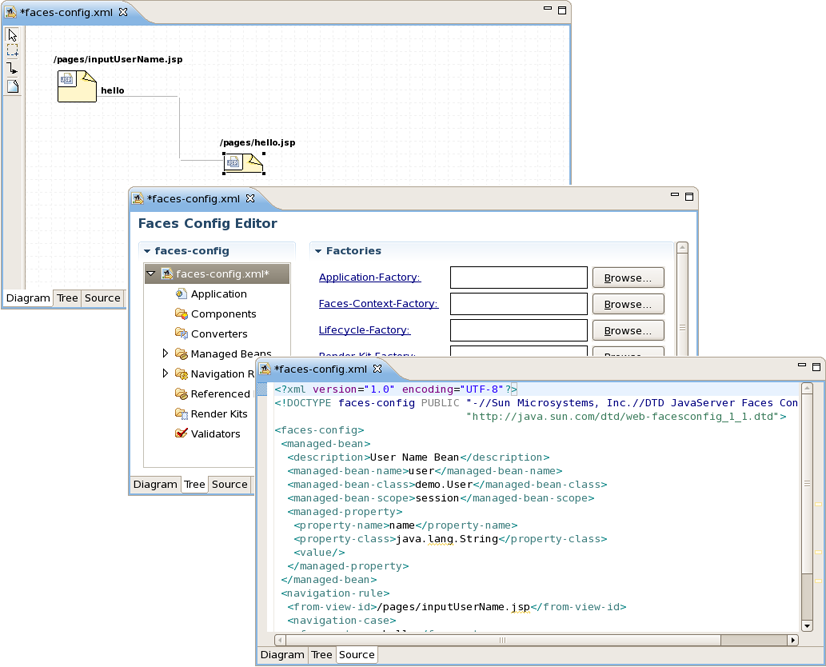 *faces-config.xml
/pages/inputUserName.jsp
hello
/pages/hello.jsp
Diagram Tree Source
*faces-config.xml
Faces Config Editor
faces-config
faces-config.xml*
Application
Components
Converters
Managed Beans
Navigation R
Referenced
Render Kits
Validators
Factories
Application-Factory: Browse...
Faces-Context-Factory: Browse...
Lifecycle-Factory: Browse...
Render-Kit-Factory: Browse...
Diagram Tree Source
*faces-config.xml
<?xml version="1.0" encoding="UTF-8"?>
<!DOCTYPE faces-config PUBLIC "-//Sun Microsystems, Inc.//DTD JavaServer Faces Con
"http://java.sun.com/dtd/web-facesconfig_1_1.dtd">
<faces-config>
<managed-bean>
<description>User Name Bean</description>
<managed-bean-name>user</managed-bean-name>
<managed-bean-class>demo.User</managed-bean-class>
<managed-bean-scope>session</managed-bean-scope>
<managed-property>
<property-name>name</property-name>
<property-class>java.lang.String</property-class>
<value/>
</managed-property>
</managed-bean>
<navigation-rule>
<from-view-id>/pages/inputUserName.jsp</from-view-id>
<navigation-case>
Diagram Tree Source